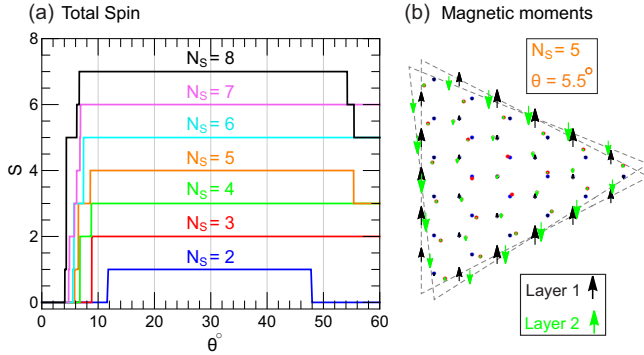 (a) Total Spin
8
6
4
2
0
S
N_S = 8
N_S = 7
N_S = 6
N_S = 5
N_S = 4
N_S = 3
N_S = 2
0 10 20 30 40 50 60
θ°
(b) Magnetic moments
N_S = 5
θ = 5.5°
Layer 1
Layer 2